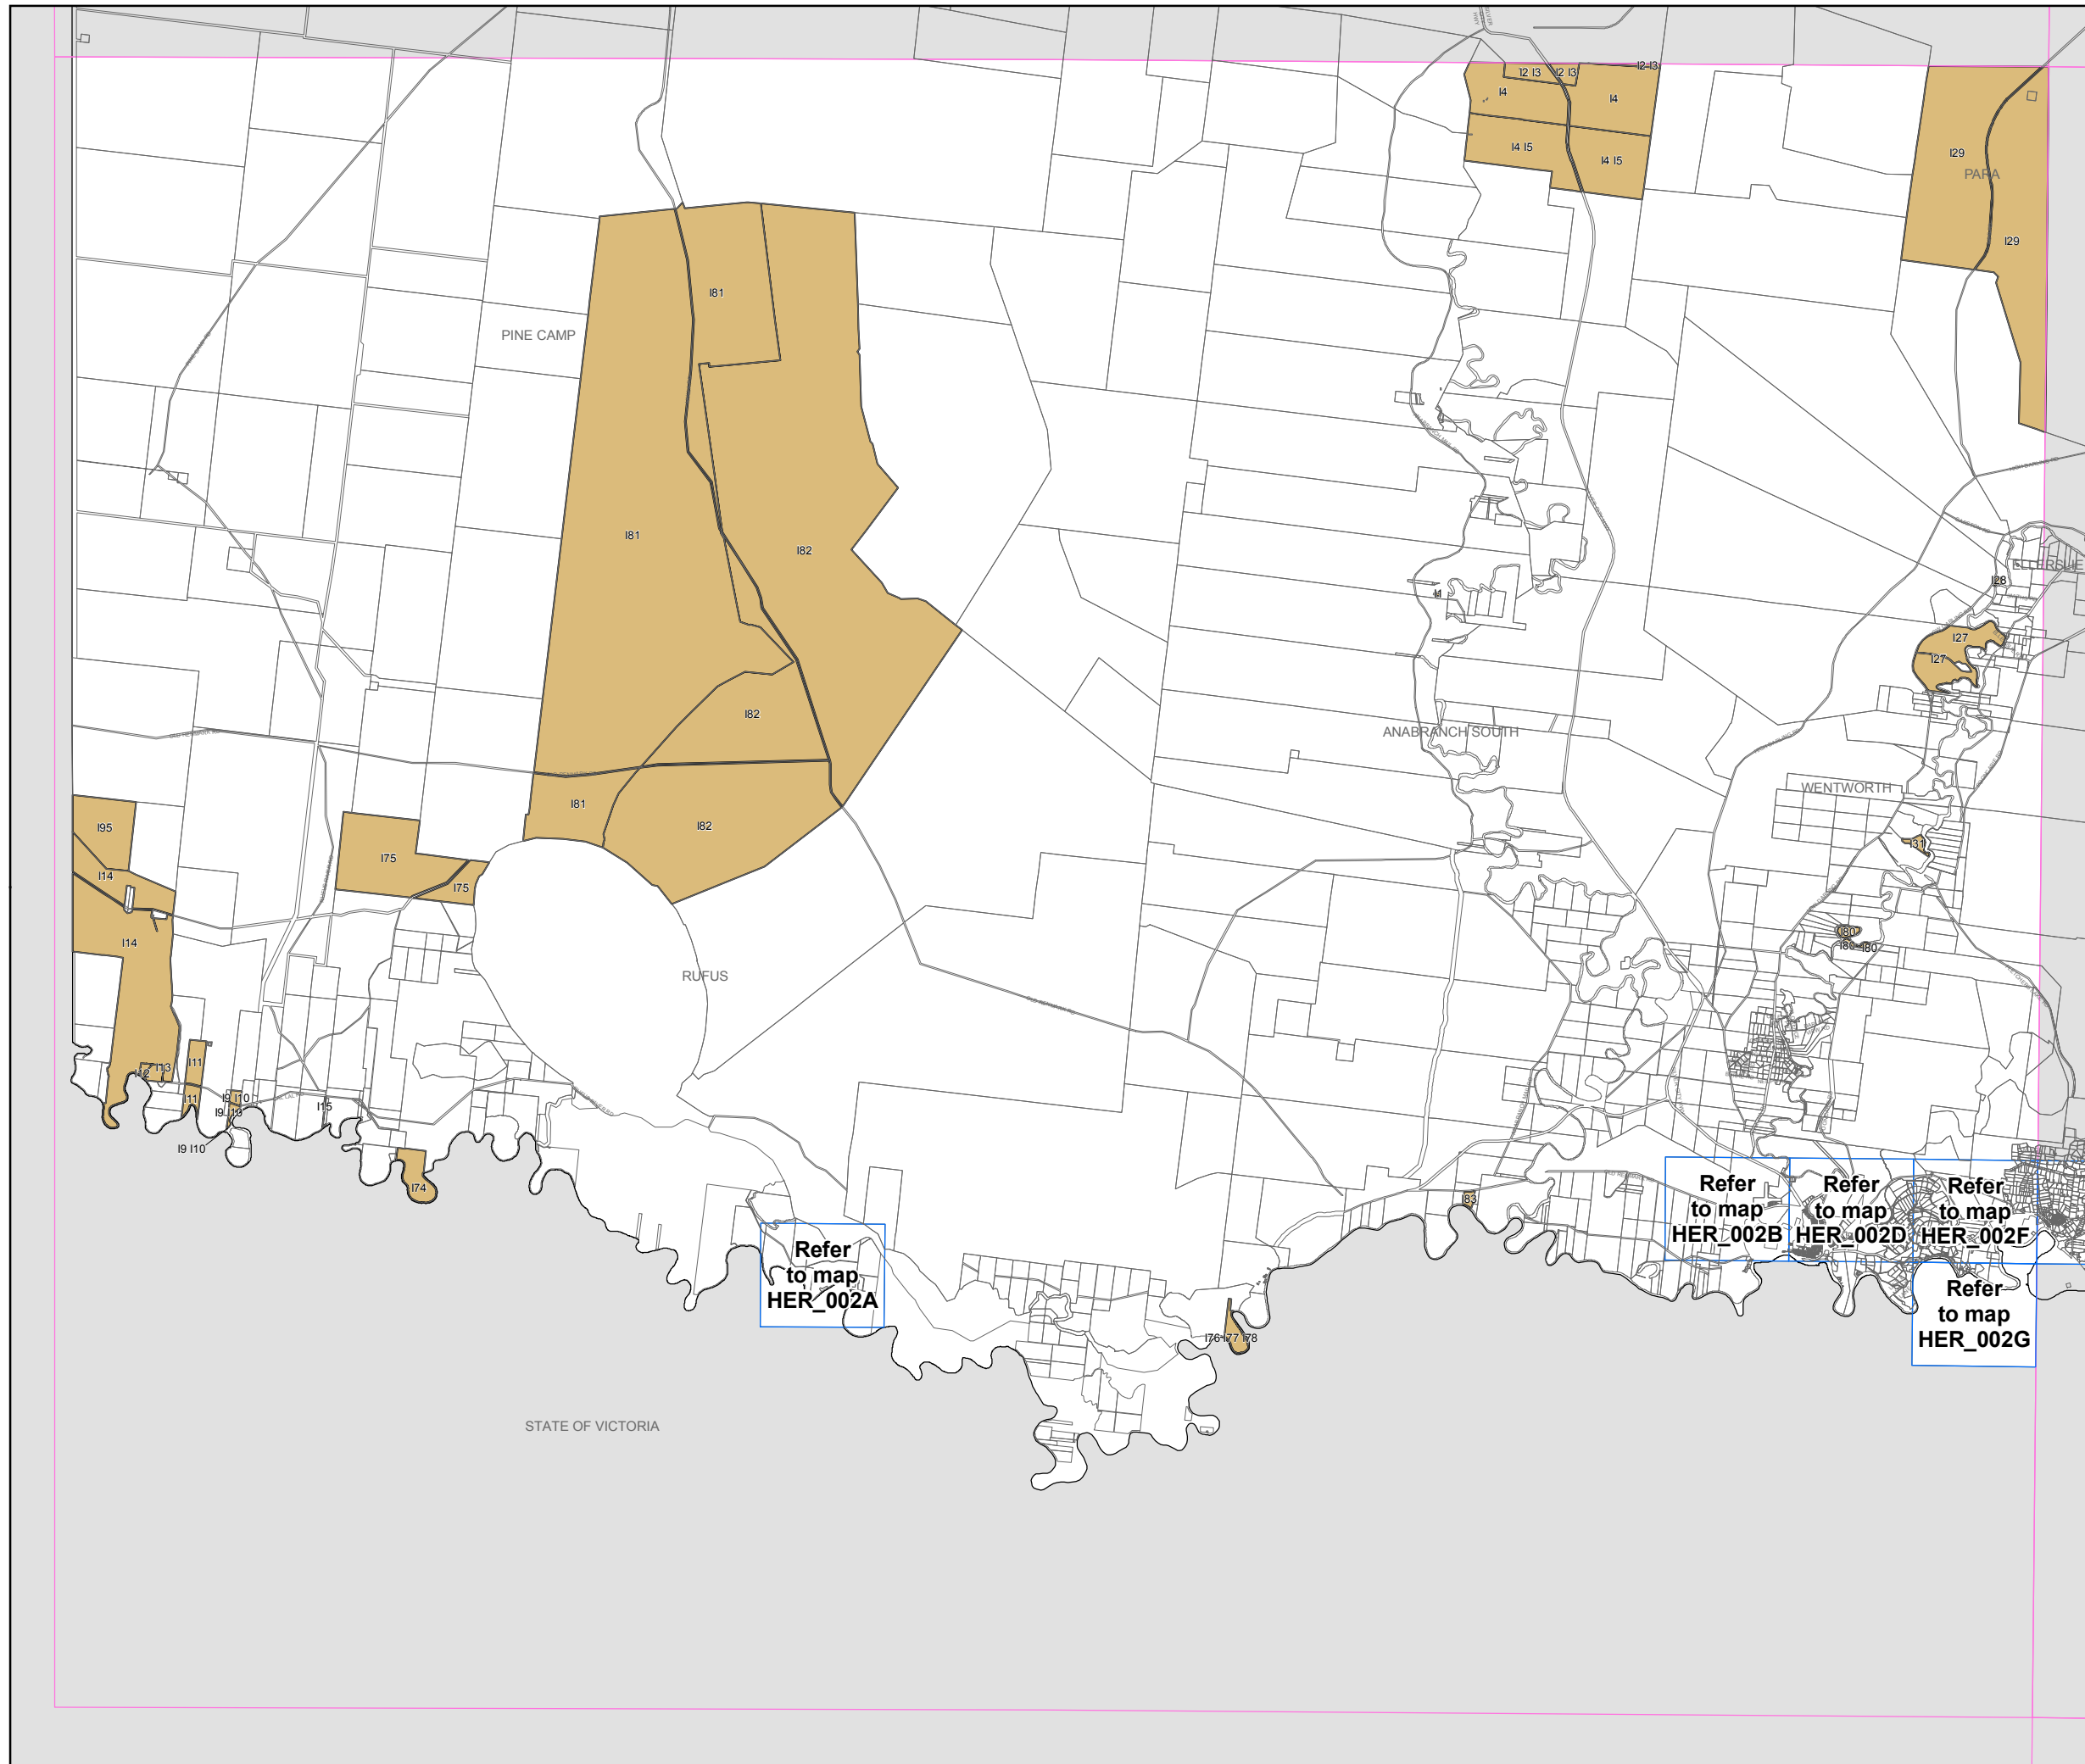 I2 I3
I2 I3
I2 I3
I4
I4
I4 I5
I4 I5
I29
PARA
I29
I81
PINE CAMP
I81
I82
ELLERSLIE
I28
I1
I27
I27
I82
ANABRANCH SOUTH
WENTWORTH
I81
I82
I95
I75
I31
I14
I75
I14
I80
I80
I80
RUFUS
I11
I13
I12
I11
I9 I10
I9 I10
I15
I9 I10
I74
I83
Refer
to map
HER_002B
Refer
to map
HER_002D
Refer
to map
HER_002F
Refer
to map
HER_002A
Refer
to map
HER_002G
I76 I77 I78
STATE OF VICTORIA